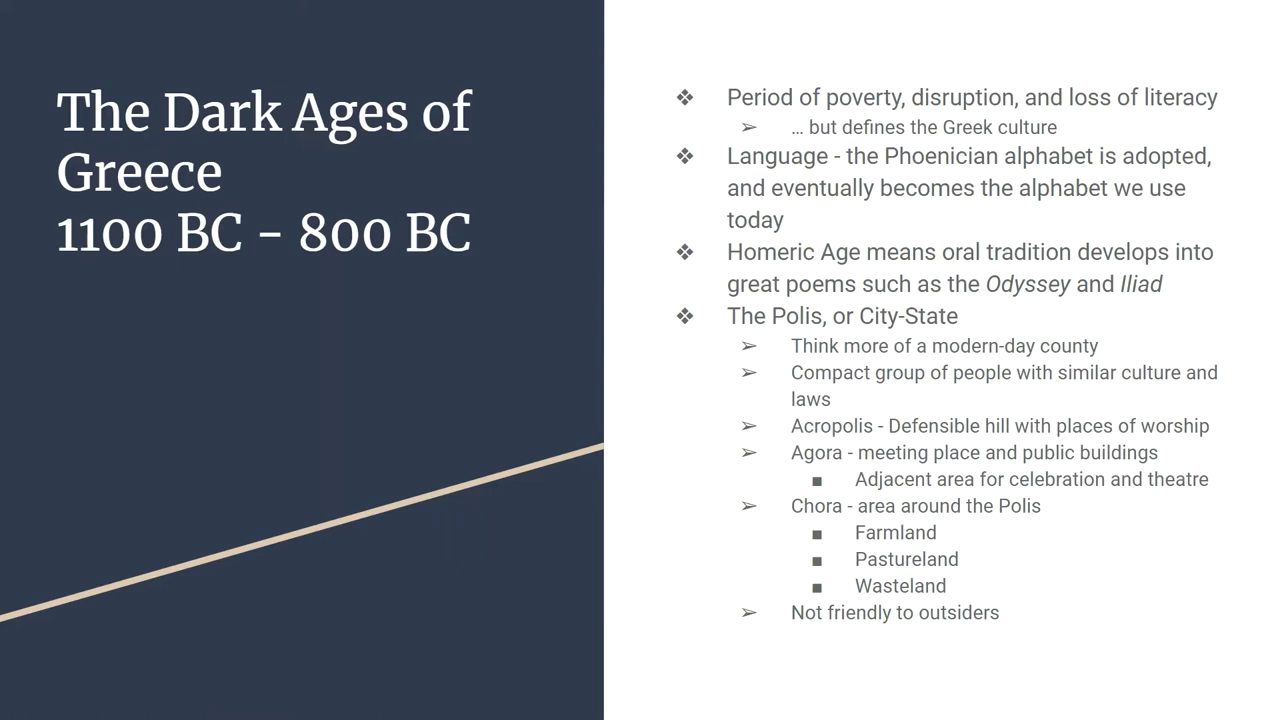 The Dark Ages of
Greece
1100 BC - 800 BC
❖ Period of poverty, disruption, and loss of literacy
➢ … but defines the Greek culture
❖ Language - the Phoenician alphabet is adopted,
and eventually becomes the alphabet we use
today
❖ Homeric Age means oral tradition develops into
great poems such as the Odyssey and Iliad
❖ The Polis, or City-State
➢ Think more of a modern-day county
➢ Compact group of people with similar culture and
laws
➢ Acropolis - Defensible hill with places of worship
➢ Agora - meeting place and public buildings
■ Adjacent area for celebration and theatre
➢ Chora - area around the Polis
■ Farmland
■ Pastureland
■ Wasteland
➢ Not friendly to outsiders